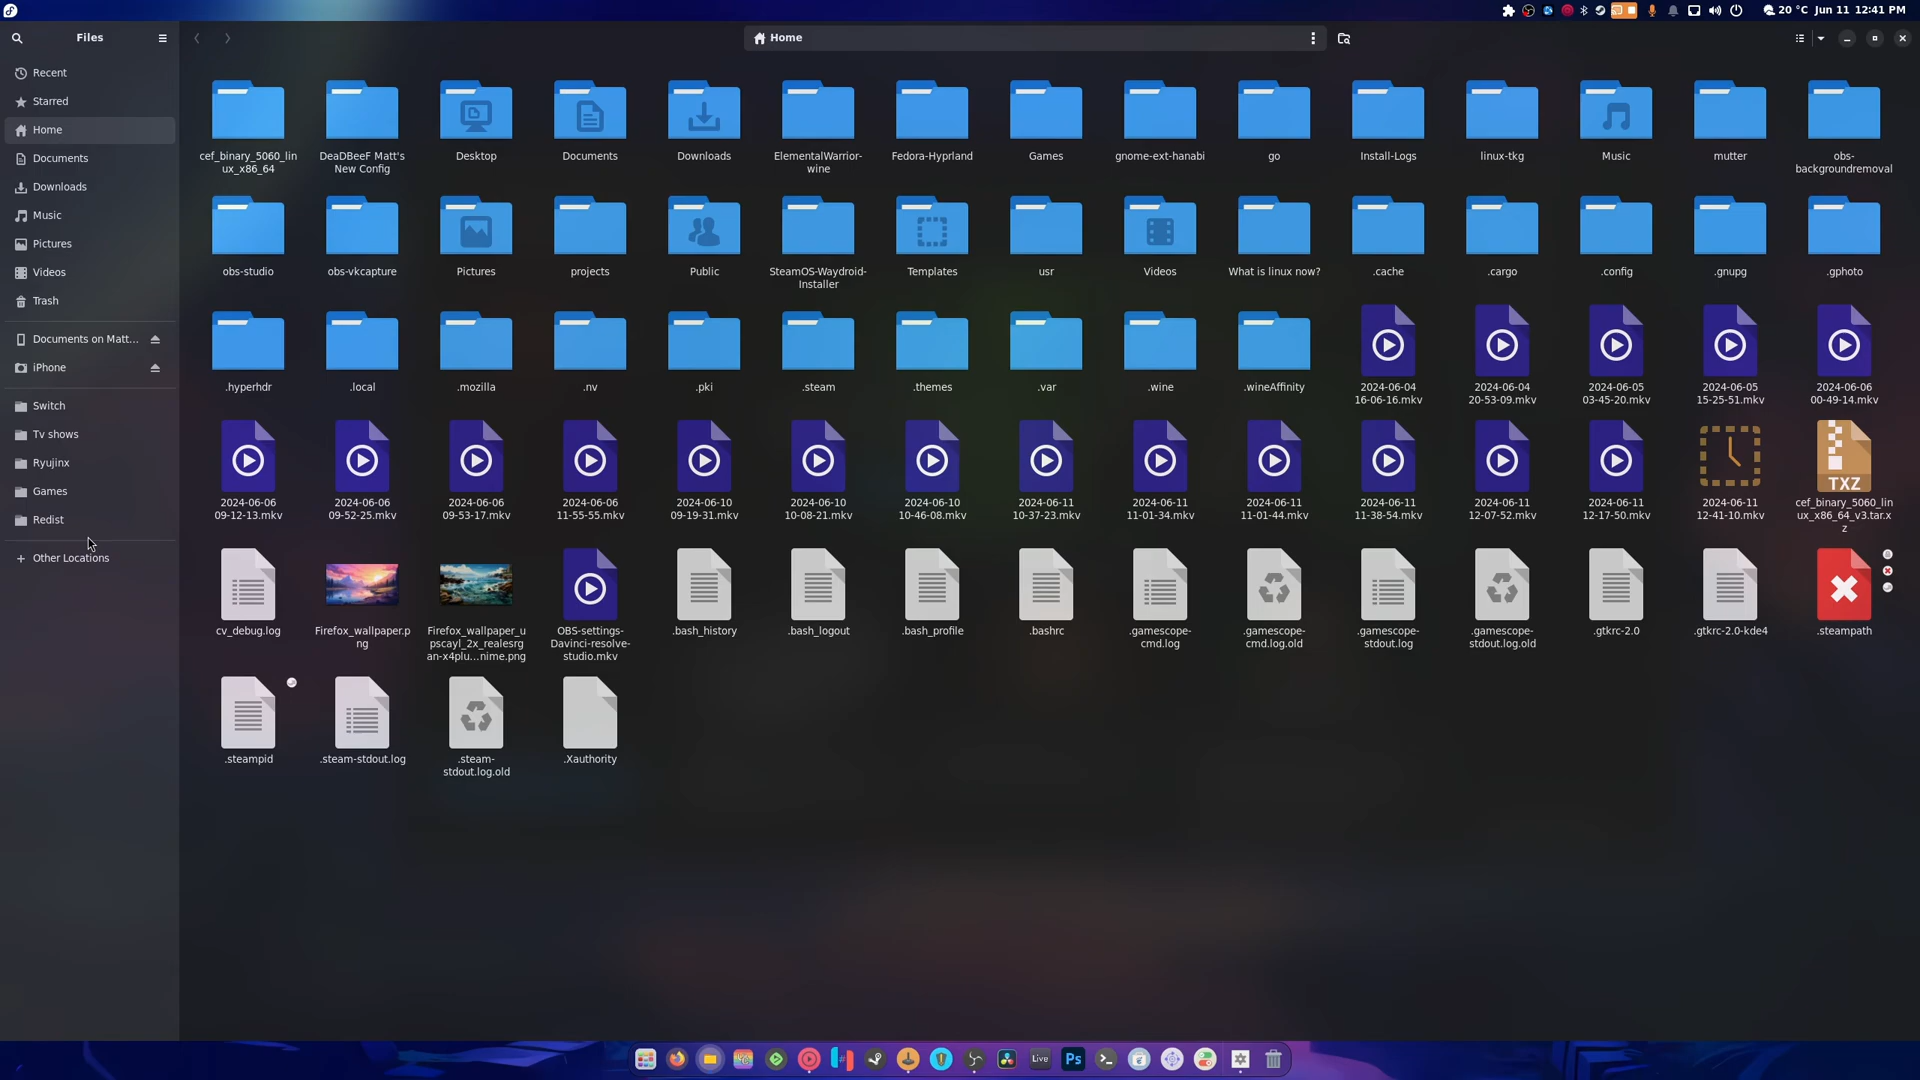 20 °C Jun 11 12:41 PM
Files
Home
Recent
Starred
Home
Documents
Downloads
Music
Pictures
Videos
Trash
Documents on Matt...
iPhone
Switch
Tv shows
Ryujinx
Games
Redist
Other Locations
cef_binary_5060_lin
ux_x86_64
DeaDBeeF Matt's
New Config
Desktop
Documents
Downloads
ElementalWarrior-
wine
Fedora-Hyprland
Games
gnome-ext-hanabi
go
Install-Logs
linux-tkg
Music
mutter
obs-
backgroundremoval
obs-studio
obs-vkcapture
Pictures
projects
Public
SteamOS-Waydroid-
Installer
Templates
usr
Videos
What is linux now?
.cache
.cargo
.config
.gnupg
.gphoto
.hyperhdr
.local
.mozilla
.nv
.pki
.steam
.themes
.var
.wine
.wineAffinity
2024-06-04
16-06-16.mkv
2024-06-04
20-53-09.mkv
2024-06-05
03-45-20.mkv
2024-06-05
15-25-51.mkv
2024-06-06
00-49-14.mkv
2024-06-06
09-12-13.mkv
2024-06-06
09-52-25.mkv
2024-06-06
09-53-17.mkv
2024-06-06
11-55-55.mkv
2024-06-10
09-19-31.mkv
2024-06-10
10-08-21.mkv
2024-06-10
10-46-08.mkv
2024-06-11
10-37-23.mkv
2024-06-11
11-01-34.mkv
2024-06-11
11-01-44.mkv
2024-06-11
11-38-54.mkv
2024-06-11
12-07-52.mkv
2024-06-11
12-17-50.mkv
2024-06-11
12-41-10.mkv
TXZ
cef_binary_5060_lin
ux_x86_64_v3.tar.x
z
cv_debug.log
Firefox_wallpaper.p
ng
Firefox_wallpaper_u
pscayl_2x_realesrg
an-x4plu...nime.png
OBS-settings-
Davinci-resolve-
studio.mkv
.bash_history
.bash_logout
.bash_profile
.bashrc
.gamescope-
cmd.log
.gamescope-
cmd.log.old
.gamescope-
stdout.log
.gamescope-
stdout.log.old
.gtkrc-2.0
.gtkrc-2.0-kde4
.steampath
.steampid
.steam-stdout.log
.steam-
stdout.log.old
.Xauthority
Live
Ps